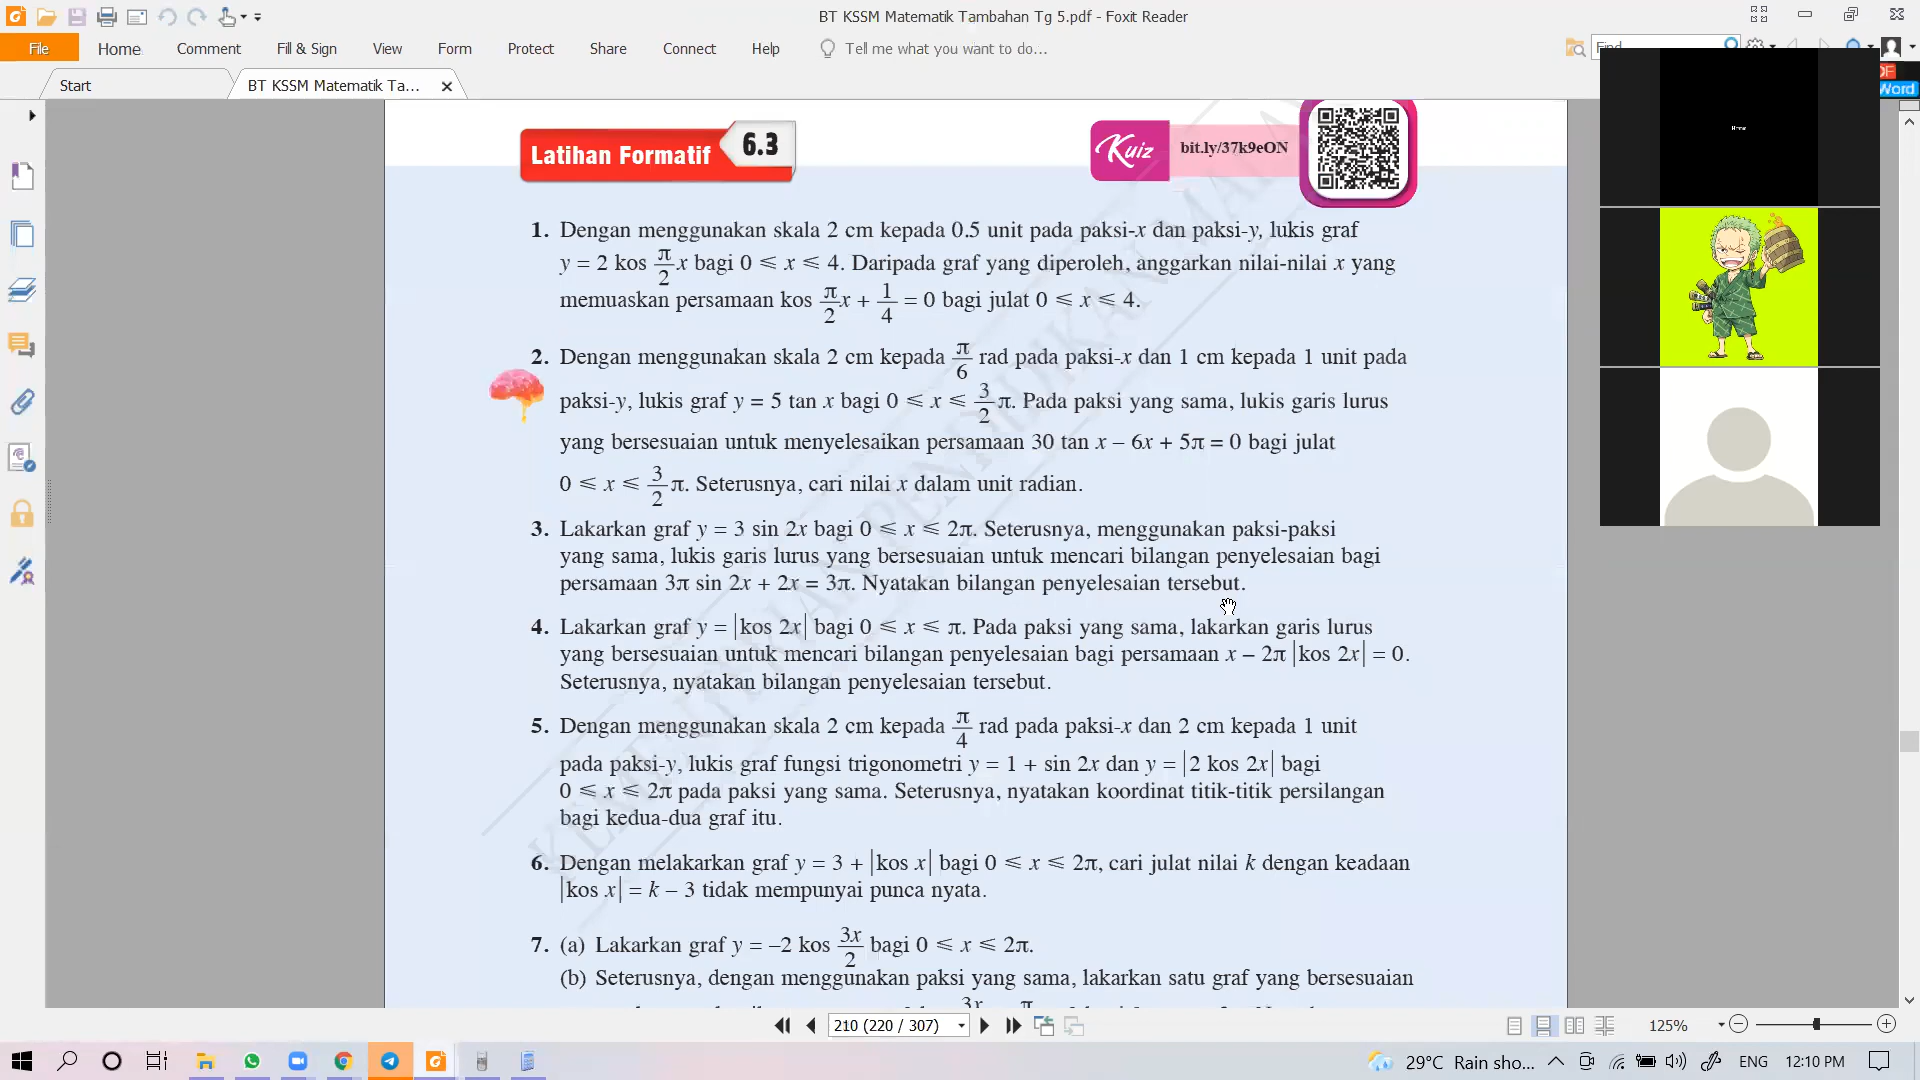 BT KSSM Matematik Tambahan Tg 5.pdf - Foxit Reader
File Home Comment Fill & Sign View Form Protect Share Connect Help Tell me what you want to do... Find
Start BT KSSM Matematik Ta...
Word
Latihan Formatif 6.3
Kuiz bit.ly/37k9eON
1. Dengan menggunakan skala 2 cm kepada 0.5 unit pada paksi-x dan paksi-y, lukis graf
y = 2 kos π/2 x bagi 0 ⩽ x ⩽ 4. Daripada graf yang diperoleh, anggarkan nilai-nilai x yang
memuaskan persamaan kos π/2 x + 1/4 = 0 bagi julat 0 ⩽ x ⩽ 4.
2. Dengan menggunakan skala 2 cm kepada π/6 rad pada paksi-x dan 1 cm kepada 1 unit pada
paksi-y, lukis graf y = 5 tan x bagi 0 ⩽ x ⩽ 3/2 π. Pada paksi yang sama, lukis garis lurus
yang bersesuaian untuk menyelesaikan persamaan 30 tan x – 6x + 5π = 0 bagi julat
0 ⩽ x ⩽ 3/2 π. Seterusnya, cari nilai x dalam unit radian.
3. Lakarkan graf y = 3 sin 2x bagi 0 ⩽ x ⩽ 2π. Seterusnya, menggunakan paksi-paksi
yang sama, lukis garis lurus yang bersesuaian untuk mencari bilangan penyelesaian bagi
persamaan 3π sin 2x + 2x = 3π. Nyatakan bilangan penyelesaian tersebut.
4. Lakarkan graf y = |kos 2x| bagi 0 ⩽ x ⩽ π. Pada paksi yang sama, lakarkan garis lurus
yang bersesuaian untuk mencari bilangan penyelesaian bagi persamaan x – 2π |kos 2x| = 0.
Seterusnya, nyatakan bilangan penyelesaian tersebut.
5. Dengan menggunakan skala 2 cm kepada π/4 rad pada paksi-x dan 2 cm kepada 1 unit
pada paksi-y, lukis graf fungsi trigonometri y = 1 + sin 2x dan y = |2 kos 2x| bagi
0 ⩽ x ⩽ 2π pada paksi yang sama. Seterusnya, nyatakan koordinat titik-titik persilangan
bagi kedua-dua graf itu.
6. Dengan melakarkan graf y = 3 + |kos x| bagi 0 ⩽ x ⩽ 2π, cari julat nilai k dengan keadaan
|kos x| = k – 3 tidak mempunyai punca nyata.
7. (a) Lakarkan graf y = –2 kos 3x/2 bagi 0 ⩽ x ⩽ 2π.
(b) Seterusnya, dengan menggunakan paksi yang sama, lakarkan satu graf yang bersesuaian
KEMENTERIAN PENDIDIKAN MALA
210 (220 / 307) 125%
29°C Rain sho... ENG 12:10 PM